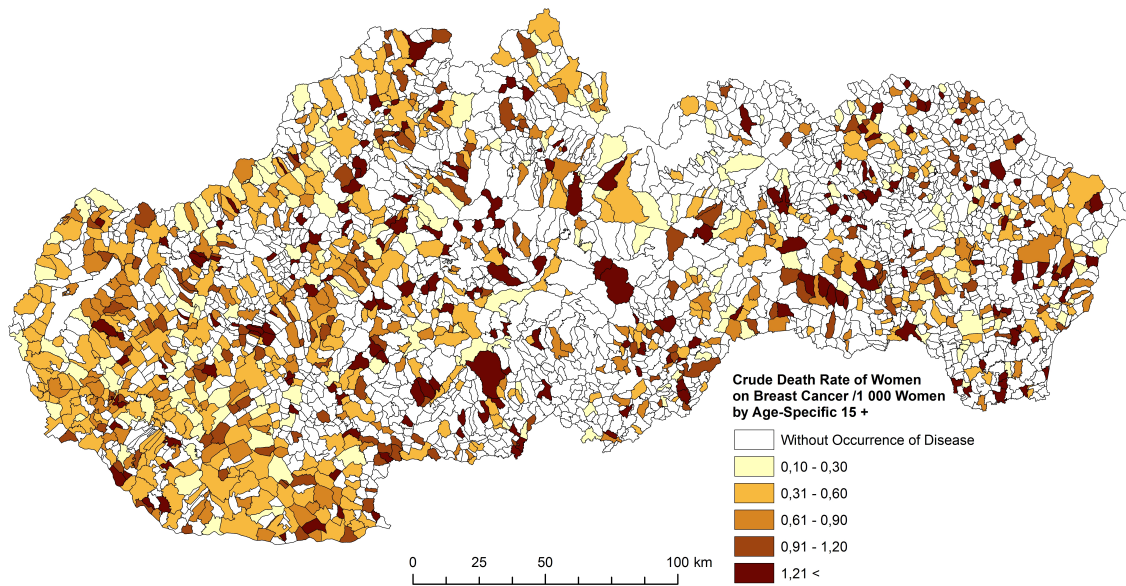 Crude Death Rate of Women
on Breast Cancer /1 000 Women
by Age-Specific 15 +
Without Occurrence of Disease
0,10 - 0,30
0,31 - 0,60
0,61 - 0,90
0,91 - 1,20
1,21 <
0 25 50 100 km